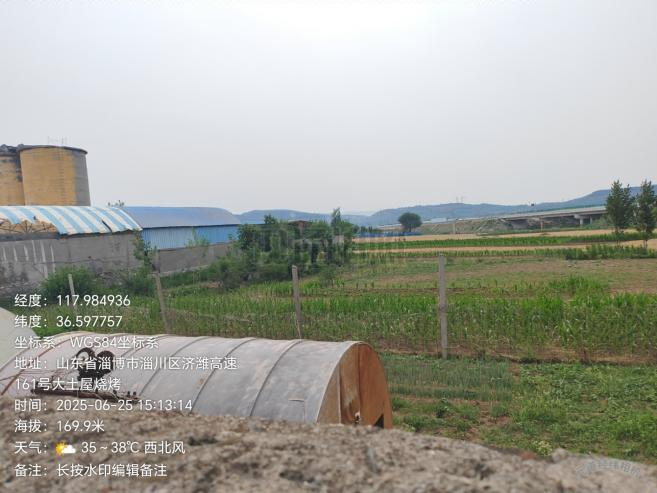 经度：117.984936
纬度：36.597757
坐标系：WGS84坐标系
地址：山东省淄博市淄川区济潍高速
161号大土屋烧烤
时间：2025-06-25 15:13:14
海拔：169.9米
天气：35～38℃ 西北风
备注：长按水印编辑备注